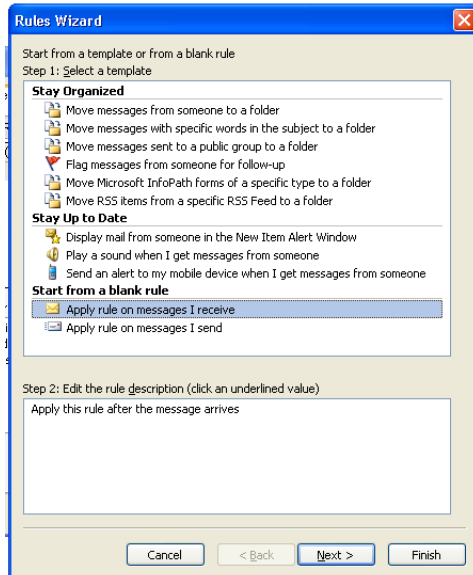 Rules Wizard
Start from a template or from a blank rule
Step 1: Select a template
Stay Organized
Move messages from someone to a folder
Move messages with specific words in the subject to a folder
Move messages sent to a public group to a folder
Flag messages from someone for follow-up
Move Microsoft InfoPath forms of a specific type to a folder
Move RSS items from a specific RSS Feed to a folder
Stay Up to Date
Display mail from someone in the New Item Alert Window
Play a sound when I get messages from someone
Send an alert to my mobile device when I get messages from someone
Start from a blank rule
Apply rule on messages I receive
Apply rule on messages I send
Step 2: Edit the rule description (click an underlined value)
Apply this rule after the message arrives
Cancel
< Back
Next >
Finish